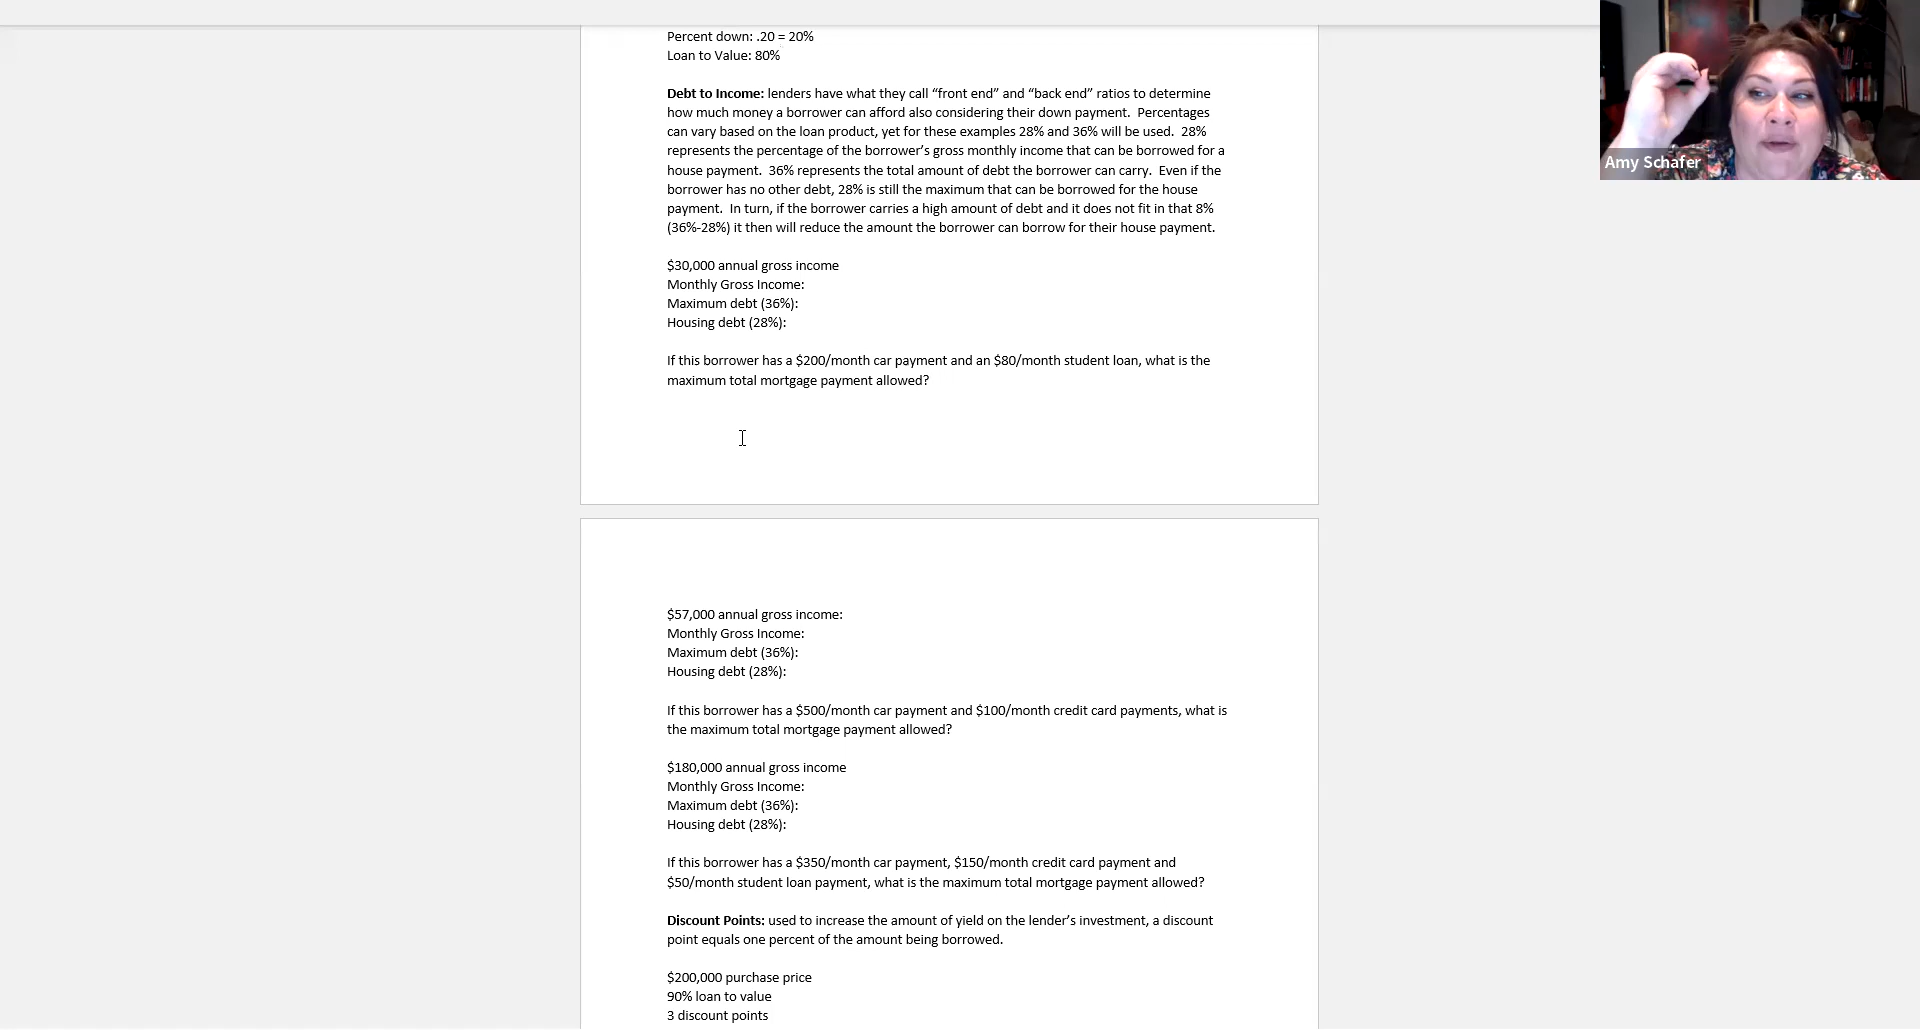 Percent down: .20 = 20%
Loan to Value: 80%
Debt to Income: lenders have what they call “front end” and “back end” ratios to determine
how much money a borrower can afford also considering their down payment.  Percentages
can vary based on the loan product, yet for these examples 28% and 36% will be used.  28%
represents the percentage of the borrower’s gross monthly income that can be borrowed for a
house payment.  36% represents the total amount of debt the borrower can carry.  Even if the
borrower has no other debt, 28% is still the maximum that can be borrowed for the house
payment.  In turn, if the borrower carries a high amount of debt and it does not fit in that 8%
(36%-28%) it then will reduce the amount the borrower can borrow for their house payment.
$30,000 annual gross income
Monthly Gross Income:
Maximum debt (36%):
Housing debt (28%):
If this borrower has a $200/month car payment and an $80/month student loan, what is the
maximum total mortgage payment allowed?
$57,000 annual gross income:
Monthly Gross Income:
Maximum debt (36%):
Housing debt (28%):
If this borrower has a $500/month car payment and $100/month credit card payments, what is
the maximum total mortgage payment allowed?
$180,000 annual gross income
Monthly Gross Income:
Maximum debt (36%):
Housing debt (28%):
If this borrower has a $350/month car payment, $150/month credit card payment and
$50/month student loan payment, what is the maximum total mortgage payment allowed?
Discount Points: used to increase the amount of yield on the lender’s investment, a discount
point equals one percent of the amount being borrowed.
$200,000 purchase price
90% loan to value
3 discount points
Amy Schafer